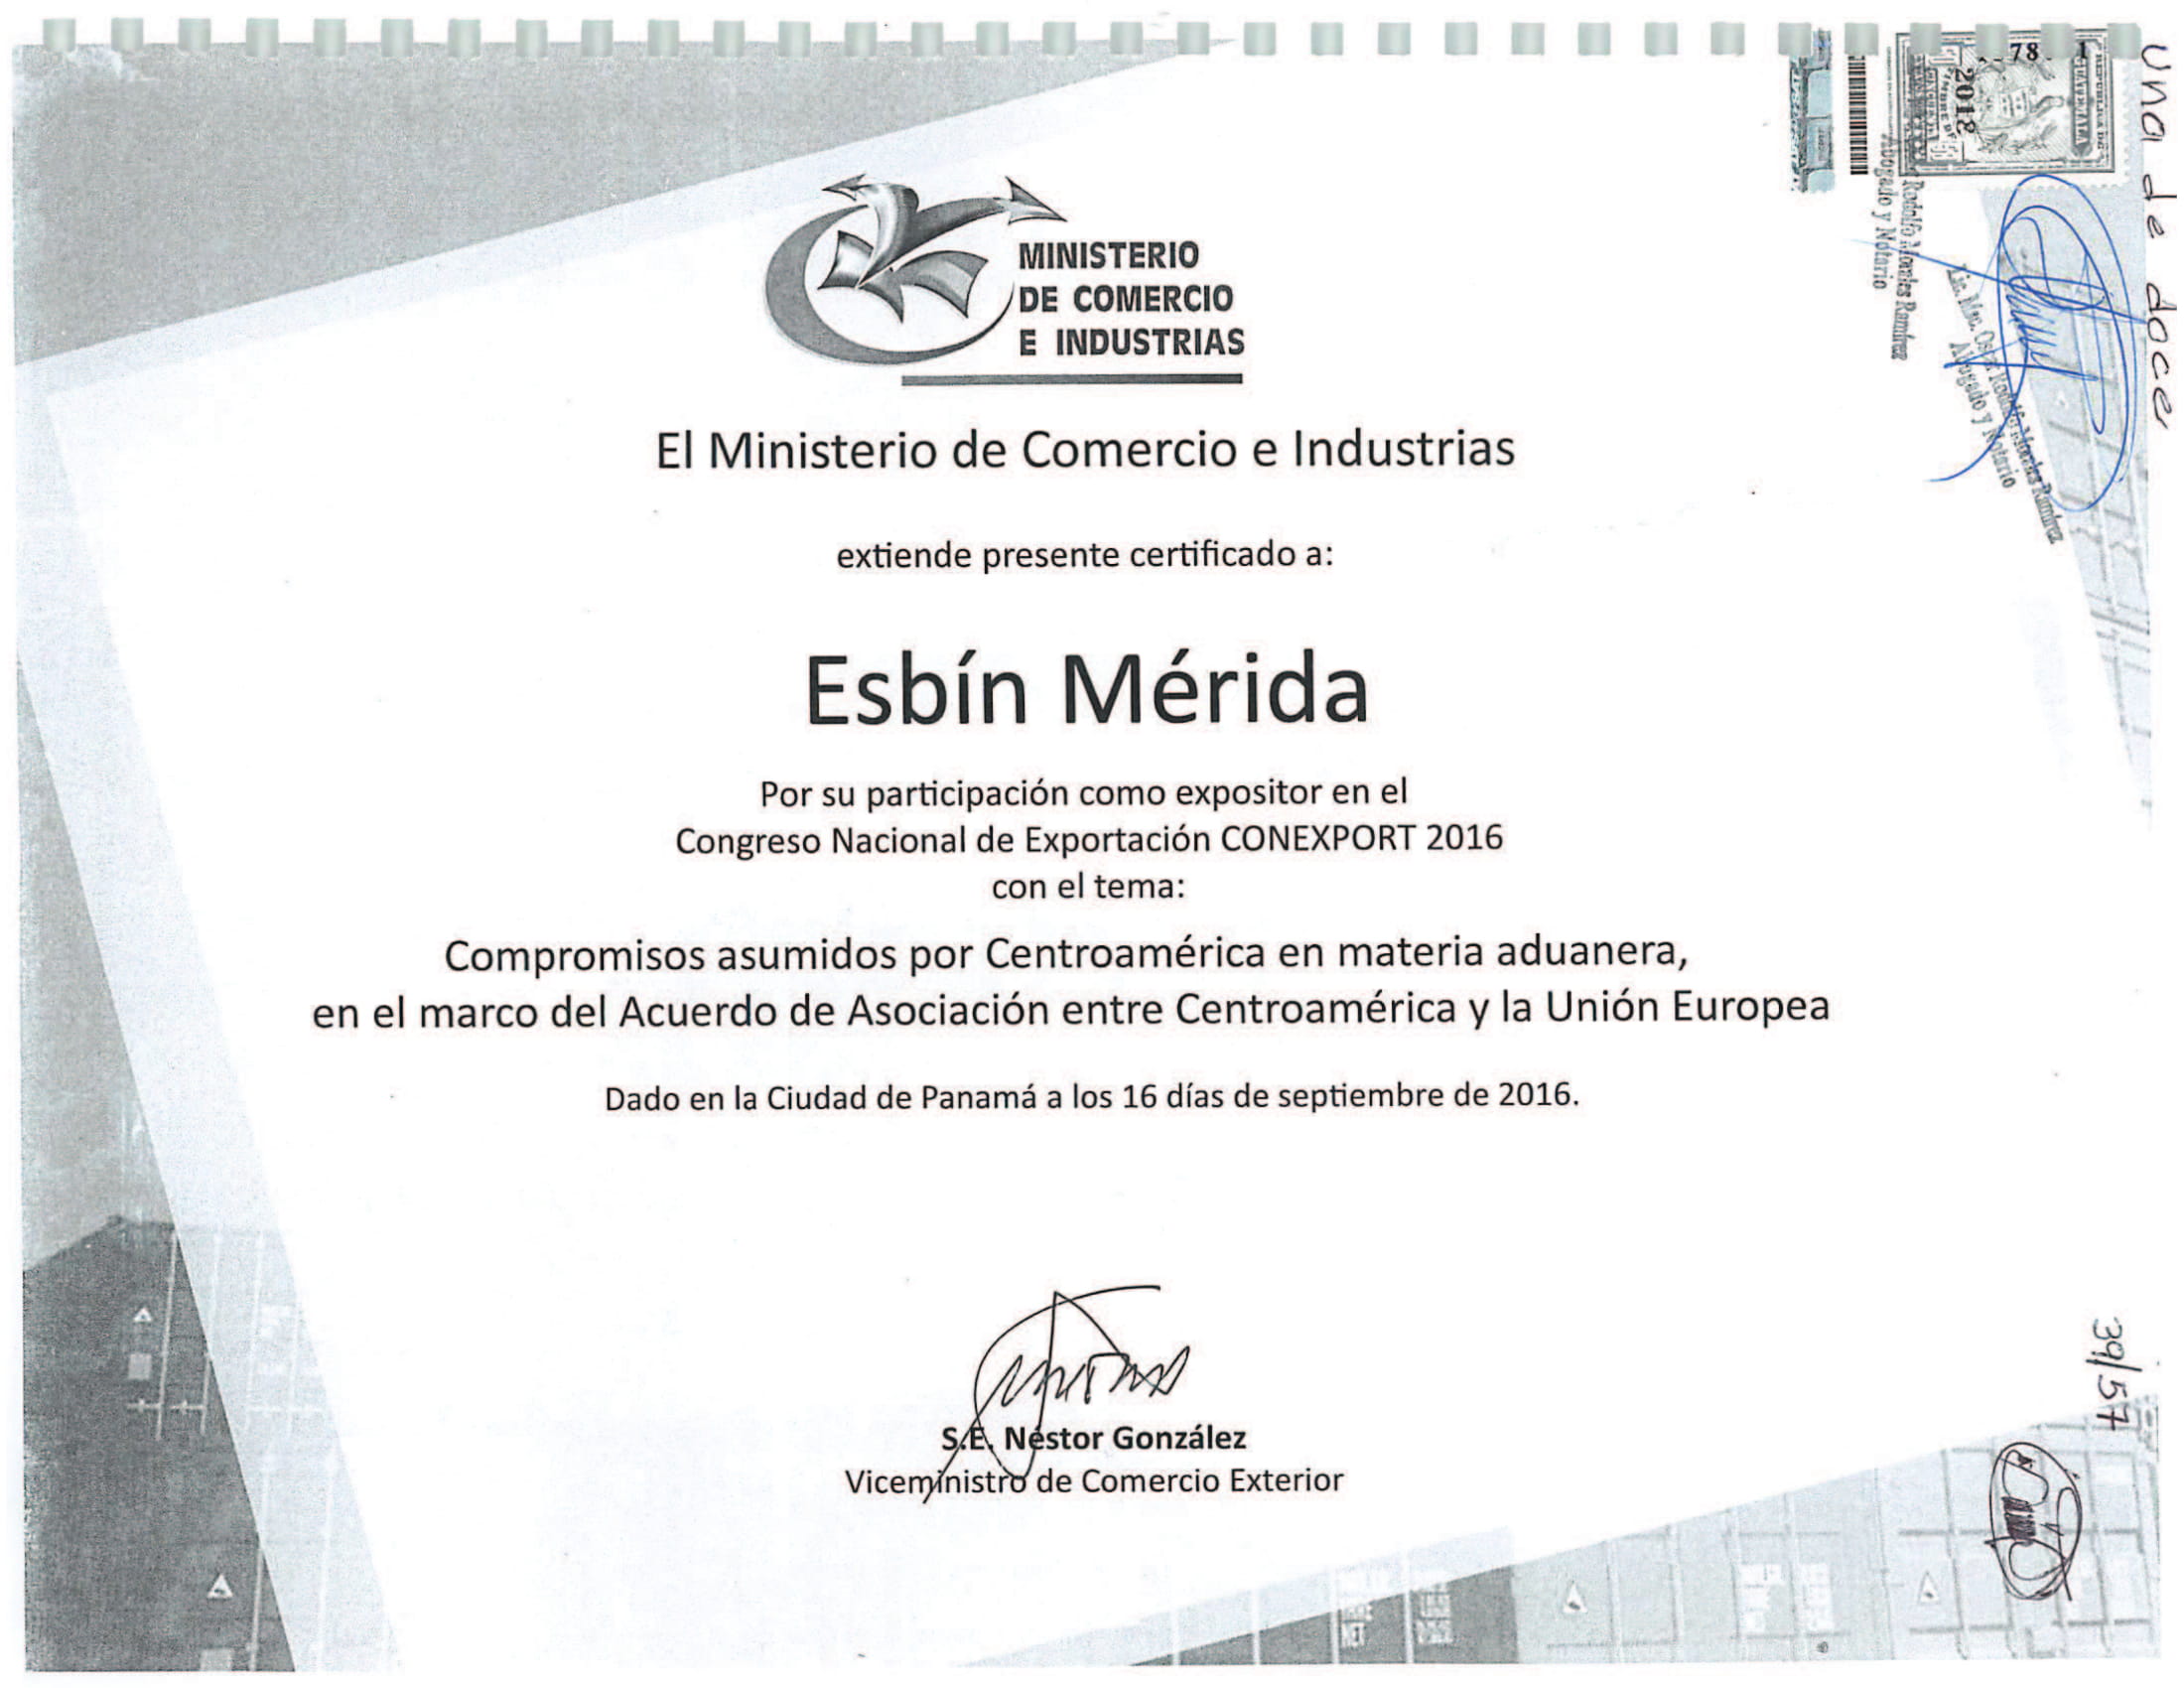 MINISTERIO
DE COMERCIO
E INDUSTRIAS
El Ministerio de Comercio e Industrias
extiende presente certificado a:
Esbín Mérida
Por su participación como expositor en el
Congreso Nacional de Exportación CONEXPORT 2016
con el tema:
Compromisos asumidos por Centroamérica en materia aduanera,
en el marco del Acuerdo de Asociación entre Centroamérica y la Unión Europea
Dado en la Ciudad de Panamá a los 16 días de septiembre de 2016.
S.E. Néstor González
Viceministro de Comercio Exterior
una de doce
78
Rodolfo Morales Ramírez
Abogado y Notario
Lic. Msc. Rodolfo Morales Ramírez
Abogado y Notario
39/57